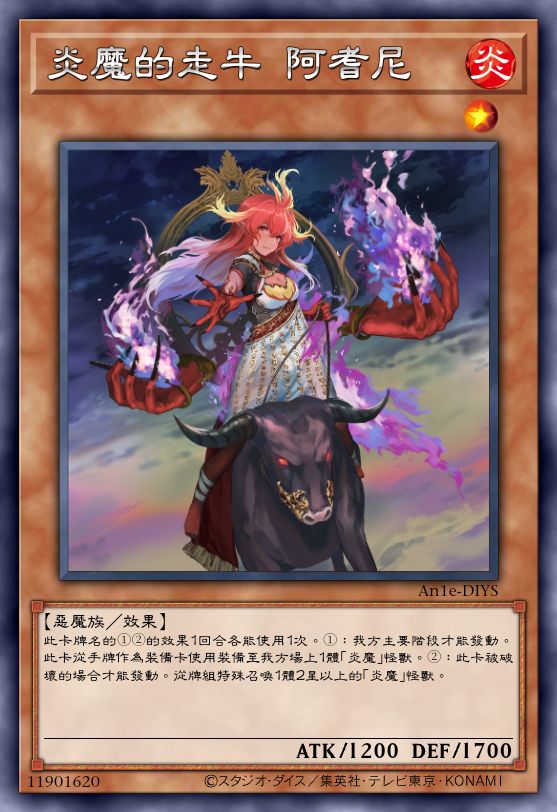 炎魔的走牛 阿耆尼
炎
An1e-DIYS
【惡魔族／效果】
此卡牌名的①②的效果1回合各能使用1次。①：我方主要階段才能發動。
此卡從手牌作為裝備卡使用裝備至我方場上1體「炎魔」怪獸。②：此卡被破
壞的場合才能發動。從牌組特殊召喚1體2星以上的「炎魔」怪獸。
ATK/1200 DEF/1700
11901620 ©スタジオ・ダイス／集英社・テレビ東京・KONAMI